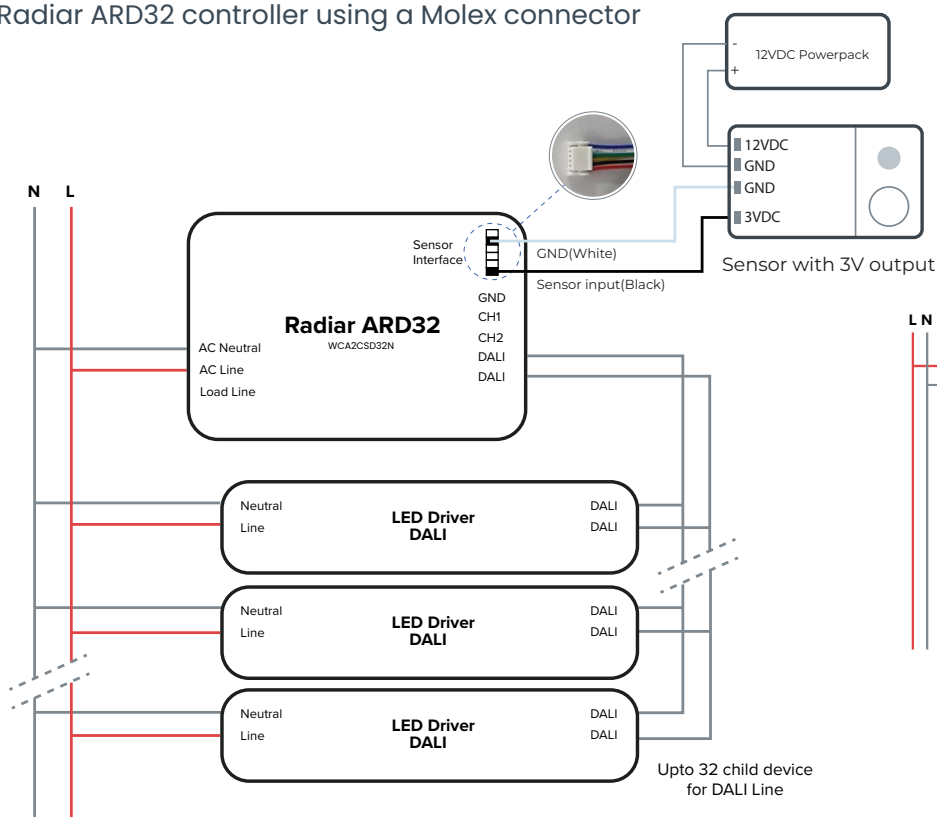 Radiar ARD32 controller using a Molex connector
-
+
12VDC Powerpack
12VDC
GND
GND
3VDC
Sensor with 3V output
N L
Sensor
Interface
GND(White)
Sensor input(Black)
Radiar ARD32
WCA2CSD32N
AC Neutral
AC Line
Load Line
GND
CH1
CH2
DALI
DALI
L N
Neutral
Line
LED Driver
DALI
DALI
DALI
Neutral
Line
LED Driver
DALI
DALI
DALI
Neutral
Line
LED Driver
DALI
DALI
DALI
Upto 32 child device
for DALI Line